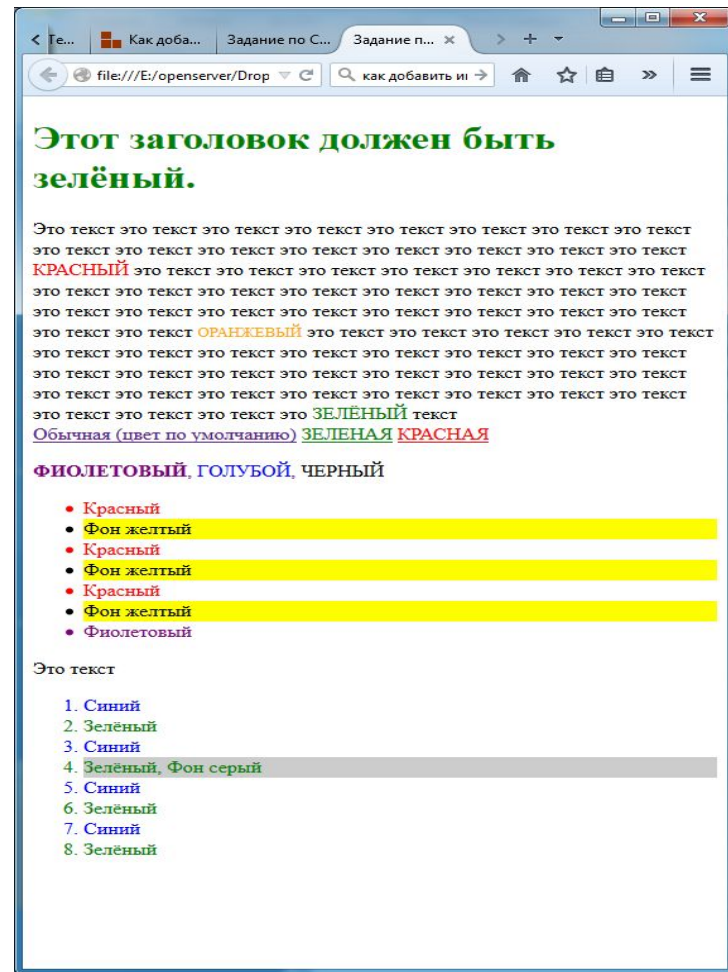 Те...
Как доба...
Задание по С...
Задание п...
file:///E:/openserver/Drop
как добавить
Этот заголовок должен быть
зелёный.
Это текст это текст это текст это текст это текст это текст это текст это текст
это текст это текст это текст это текст это текст это текст это текст это текст
КРАСНЫЙ это текст это текст это текст это текст это текст это текст это текст
это текст это текст это текст это текст это текст это текст это текст это текст
это текст это текст это текст это текст это текст это текст это текст это текст
это текст это текст ОРАНЖЕВЫЙ это текст это текст это текст это текст это текст
это текст это текст это текст это текст это текст это текст это текст это текст
это текст это текст это текст это текст это текст это текст это текст это текст
это текст это текст это текст это текст это текст это текст это текст это текст
это текст это текст это текст это ЗЕЛЁНЫЙ текст
Обычная (цвет по умолчанию) ЗЕЛЕНАЯ КРАСНАЯ
ФИОЛЕТОВЫЙ, ГОЛУБОЙ, ЧЕРНЫЙ
Красный
Фон желтый
Красный
Фон желтый
Красный
Фон желтый
Фиолетовый
Это текст
1. Синий
2. Зелёный
3. Синий
4. Зелёный, Фон серый
5. Синий
6. Зелёный
7. Синий
8. Зелёный